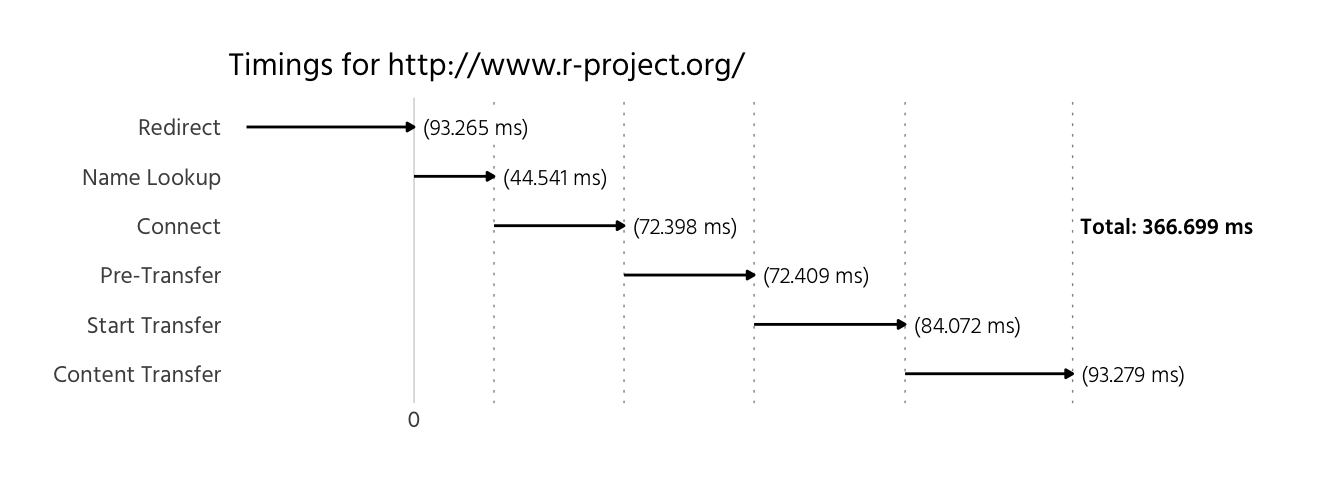 Timings for http://www.r-project.org/
Redirect (93.265 ms)
Name Lookup (44.541 ms)
Connect (72.398 ms) Total: 366.699 ms
Pre-Transfer (72.409 ms)
Start Transfer (84.072 ms)
Content Transfer (93.279 ms)
0